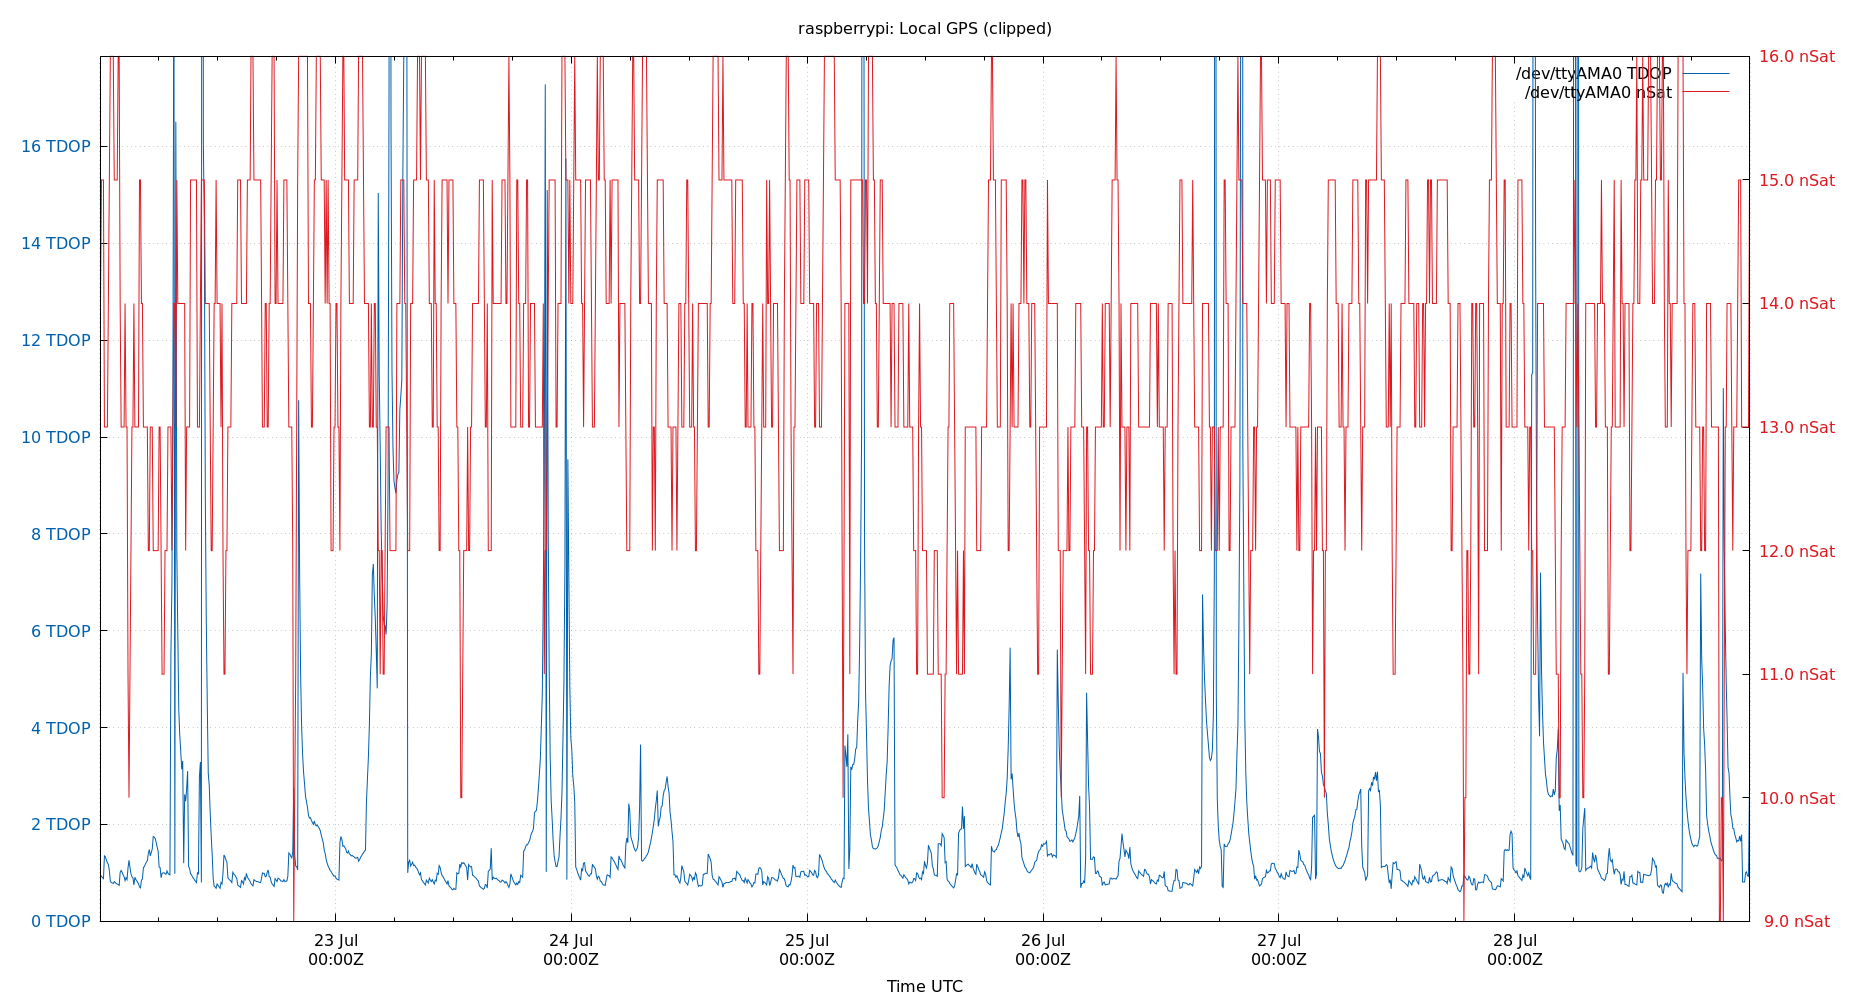 raspberrypi: Local GPS (clipped)
/dev/ttyAMA0 TDOP
/dev/ttyAMA0 nSat
16 TDOP
14 TDOP
12 TDOP
10 TDOP
8 TDOP
6 TDOP
4 TDOP
2 TDOP
0 TDOP
16.0 nSat
15.0 nSat
14.0 nSat
13.0 nSat
12.0 nSat
11.0 nSat
10.0 nSat
9.0 nSat
23 Jul
00:00Z
24 Jul
00:00Z
25 Jul
00:00Z
26 Jul
00:00Z
27 Jul
00:00Z
28 Jul
00:00Z
Time UTC